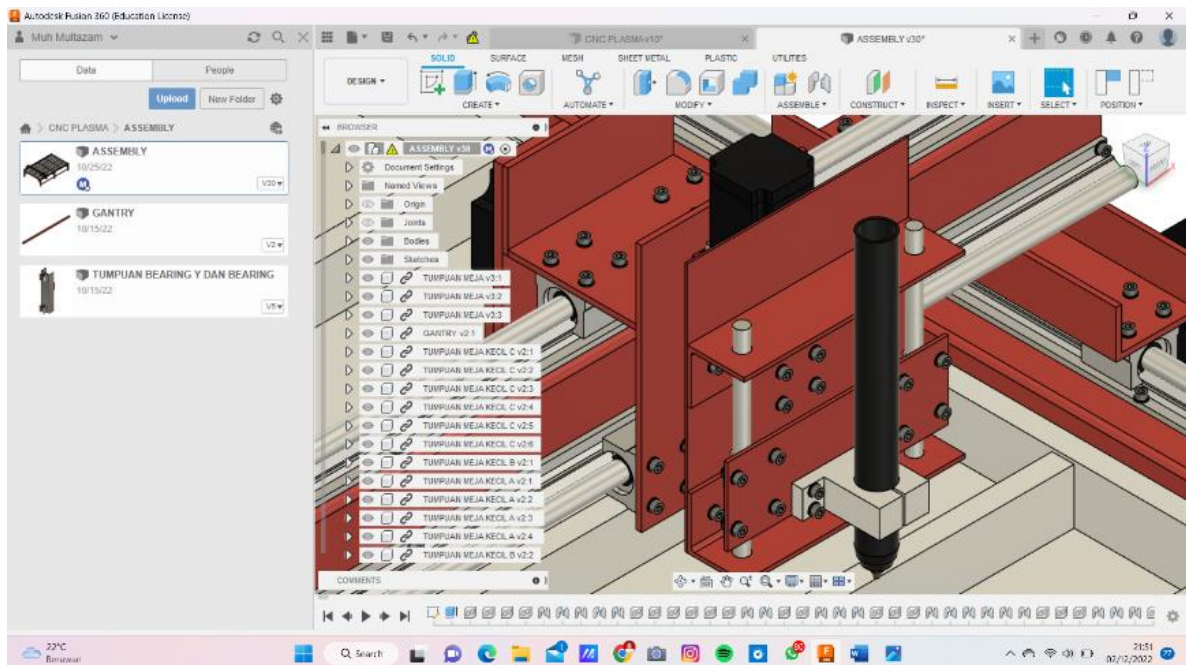 Autodesk Fusion 360 (Education License)
Muh Multazam
CNC PLASMA v10*
ASSEMBLY v30*
Data
People
Upload
New Folder
CNC PLASMA > ASSEMBLY
ASSEMBLY
10/25/22
V30
GANTRY
10/15/22
V2
TUMPUAN BEARING Y DAN BEARING
10/15/22
DESIGN
SOLID
SURFACE
MESH
SHEET METAL
PLASTIC
UTILITIES
CREATE
AUTOMATE
MODIFY
ASSEMBLE
CONSTRUCT
INSPECT
INSERT
SELECT
POSITION
BROWSER
ASSEMBLY v30
Document Settings
Named Views
Origin
Joints
Bodies
Sketches
TUMPUAN MEJA v3:1
TUMPUAN MEJA v3:2
TUMPUAN MEJA v3:3
GANTRY v2:1
TUMPUAN MEJA KECIL C v2:1
TUMPUAN MEJA KECIL C v2:2
TUMPUAN MEJA KECIL C v2:3
TUMPUAN MEJA KECIL C v2:4
TUMPUAN MEJA KECIL C v2:5
TUMPUAN MEJA KECIL C v2:6
TUMPUAN MEJA KECIL B v2:1
TUMPUAN MEJA KECIL A v2:1
TUMPUAN MEJA KECIL A v2:2
TUMPUAN MEJA KECIL A v2:3
TUMPUAN MEJA KECIL A v2:4
TUMPUAN MEJA KECIL B v2:2
COMMENTS
22°C
Berawan
Search
21:51
02/12/2022